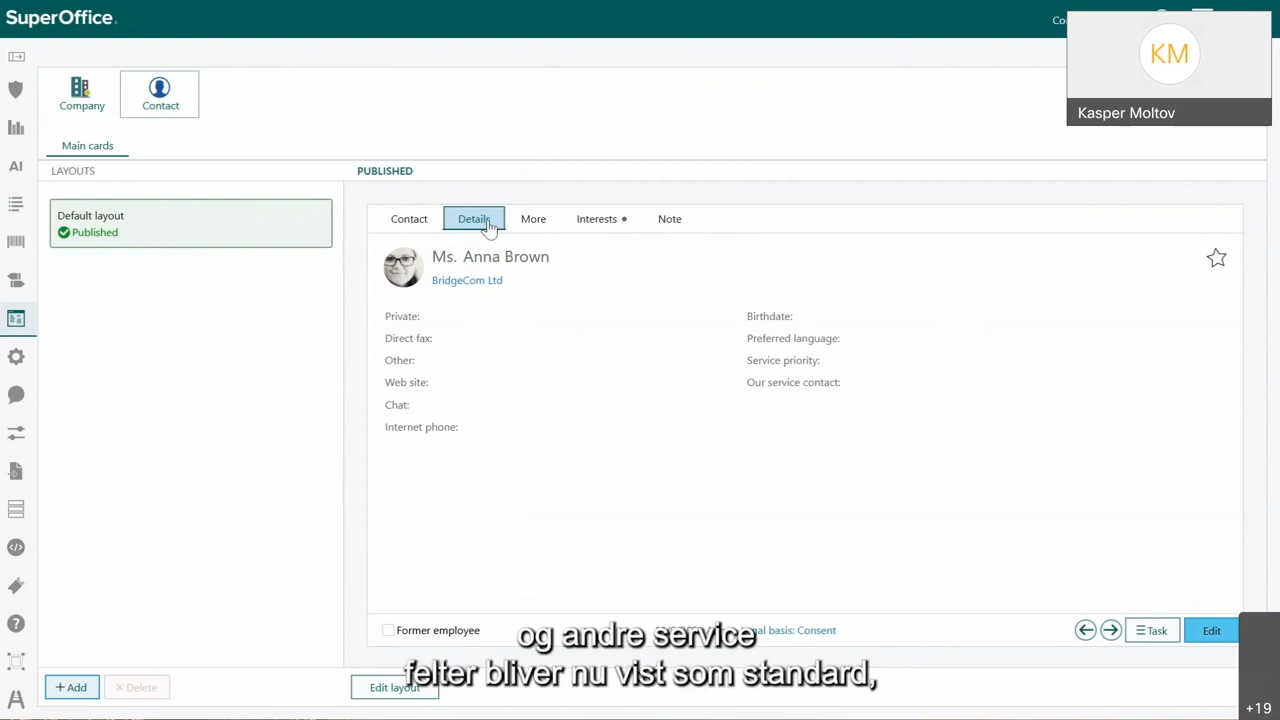 SuperOffice.
Co
KM
Kasper Moltov
Company
Contact
Main cards
LAYOUTS
PUBLISHED
Default layout
Published
Contact
Details
More
Interests
Note
Ms. Anna Brown
BridgeCom Ltd
Private:
Direct fax:
Other:
Web site:
Chat:
Internet phone:
Birthdate:
Preferred language:
Service priority:
Our service contact:
AI
Former employee
al basis: Consent
Task
Edit
og andre service
felter bliver nu vist som standard,
+ Add
× Delete
Edit layout
+19